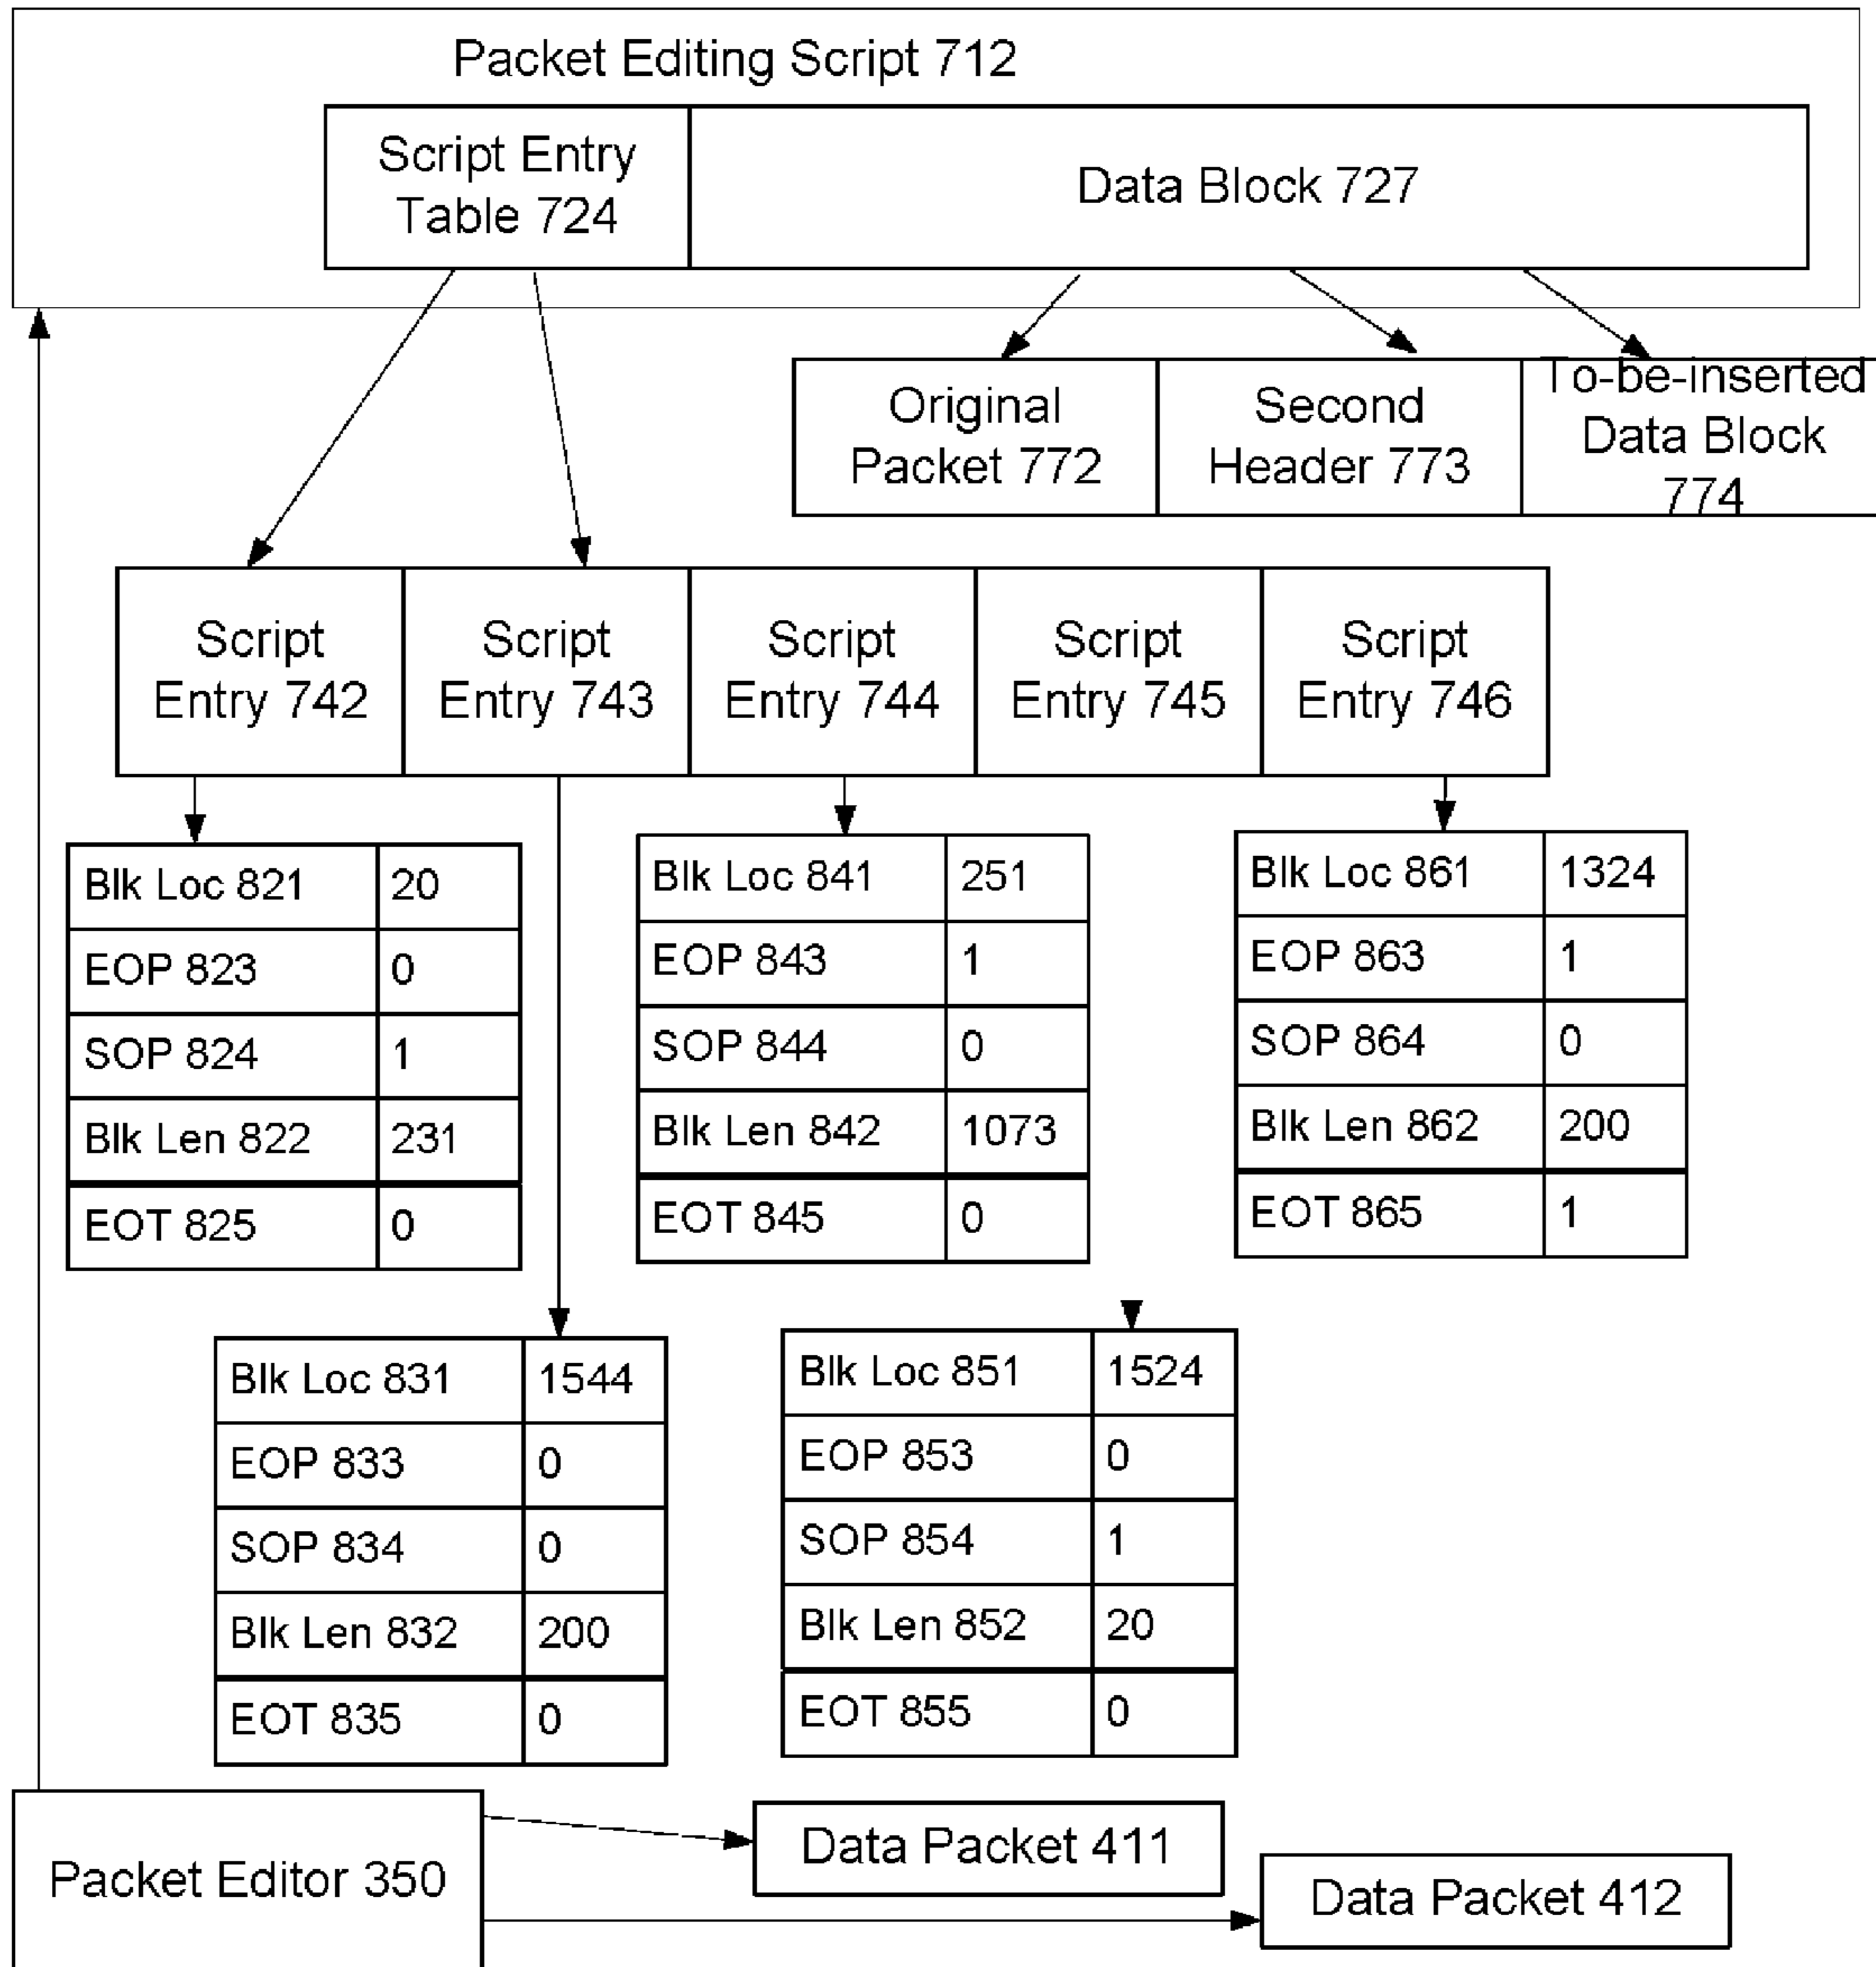 Packet Editing Script 712
Script Entry
Table 724
Data Block 727
Original
Packet 772
Second
Header 773
To-be-inserted
Data Block
774
Script
Entry 742
Script
Entry 743
Script
Entry 744
Script
Entry 745
Script
Entry 746
Blk Loc 821 20
EOP 823 0
SOP 824 1
Blk Len 822 231
EOT 825 0
Blk Loc 841 251
EOP 843 1
SOP 844 0
Blk Len 842 1073
EOT 845 0
Blk Loc 861 1324
EOP 863 1
SOP 864 0
Blk Len 862 200
EOT 865 1
Blk Loc 831 1544
EOP 833 0
SOP 834 0
Blk Len 832 200
EOT 835 0
Blk Loc 851 1524
EOP 853 0
SOP 854 1
Blk Len 852 20
EOT 855 0
Packet Editor 350
Data Packet 411
Data Packet 412